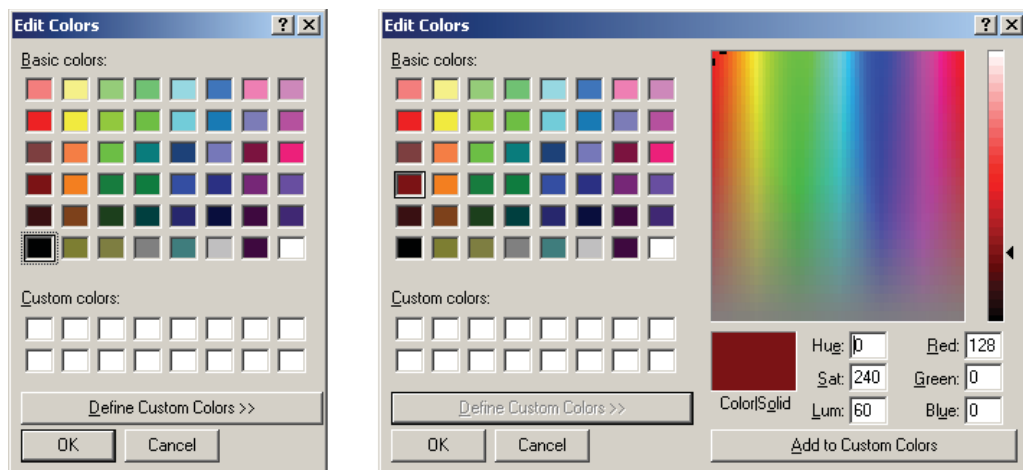 Edit Colors
Basic colors:
Custom colors:
Define Custom Colors >>
OK Cancel
Edit Colors
Basic colors:
Custom colors:
Define Custom Colors >>
OK Cancel
Color|Solid
Hue: 0 Red: 128
Sat: 240 Green: 0
Lum: 60 Blue: 0
Add to Custom Colors